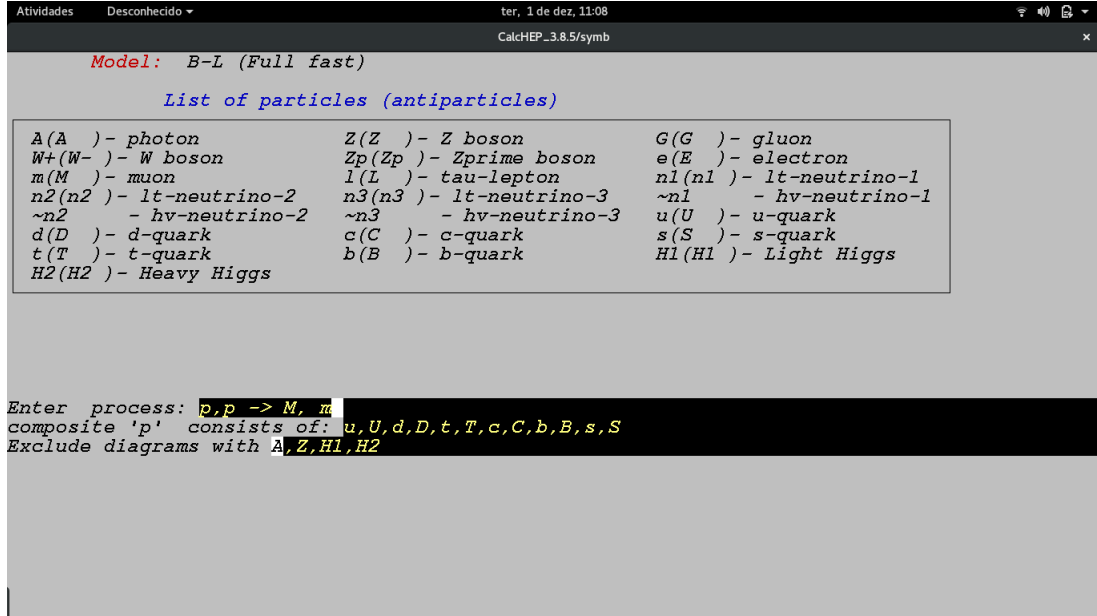 Atividades Desconhecido ter, 1 de dez, 11:08
CalcHEP_3.8.5/symb ×
Model: B-L (Full fast)
List of particles (antiparticles)
A(A )- photon Z(Z )- Z boson G(G )- gluon
W+(W- )- W boson Zp(Zp )- Zprime boson e(E )- electron
m(M )- muon l(L )- tau-lepton n1(n1 )- lt-neutrino-1
n2(n2 )- lt-neutrino-2 n3(n3 )- lt-neutrino-3 ~n1 - hv-neutrino-1
~n2 - hv-neutrino-2 ~n3 - hv-neutrino-3 u(U )- u-quark
d(D )- d-quark c(C )- c-quark s(S )- s-quark
t(T )- t-quark b(B )- b-quark H1(H1 )- Light Higgs
H2(H2 )- Heavy Higgs
Enter process: p,p -> M, m
composite 'p' consists of: u,U,d,D,t,T,c,C,b,B,s,S
Exclude diagrams with A,Z,H1,H2